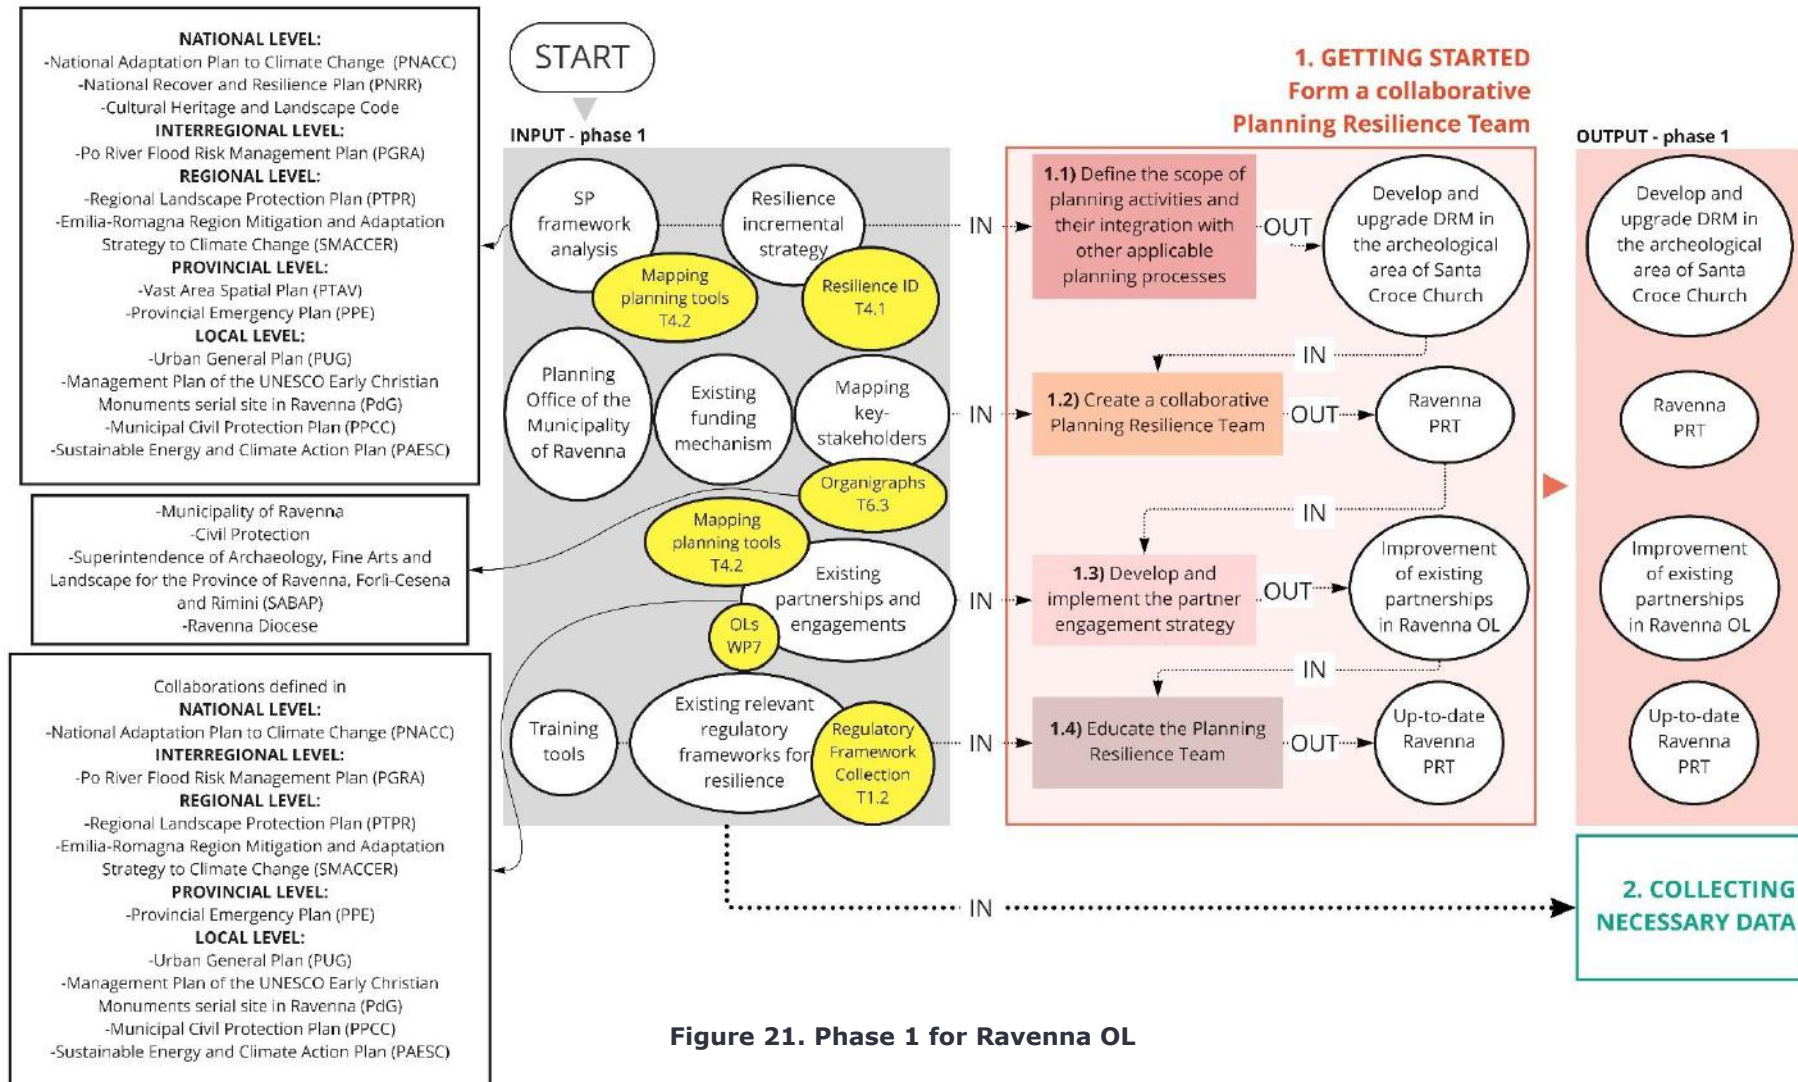 NATIONAL LEVEL:
-National Adaptation Plan to Climate Change (PNACC)
-National Recover and Resilience Plan (PNRR)
-Cultural Heritage and Landscape Code
INTERREGIONAL LEVEL:
-Po River Flood Risk Management Plan (PGRA)
REGIONAL LEVEL:
-Regional Landscape Protection Plan (PTPR)
-Emilia-Romagna Region Mitigation and Adaptation
Strategy to Climate Change (SMACCER)
PROVINCIAL LEVEL:
-Vast Area Spatial Plan (PTAV)
-Provincial Emergency Plan (PPE)
LOCAL LEVEL:
-Urban General Plan (PUG)
-Management Plan of the UNESCO Early Christian
Monuments serial site in Ravenna (PdG)
-Municipal Civil Protection Plan (PPCC)
-Sustainable Energy and Climate Action Plan (PAESC)
-Municipality of Ravenna
-Civil Protection
-Superintendence of Archaeology, Fine Arts and
Landscape for the Province of Ravenna, Forlì-Cesena
and Rimini (SABAP)
-Ravenna Diocese
Collaborations defined in
NATIONAL LEVEL:
-National Adaptation Plan to Climate Change (PNACC)
INTERREGIONAL LEVEL:
-Po River Flood Risk Management Plan (PGRA)
REGIONAL LEVEL:
-Regional Landscape Protection Plan (PTPR)
-Emilia-Romagna Region Mitigation and Adaptation
Strategy to Climate Change (SMACCER)
PROVINCIAL LEVEL:
-Provincial Emergency Plan (PPE)
LOCAL LEVEL:
-Urban General Plan (PUG)
-Management Plan of the UNESCO Early Christian
Monuments serial site in Ravenna (PdG)
-Municipal Civil Protection Plan (PPCC)
-Sustainable Energy and Climate Action Plan (PAESC)
START
INPUT - phase 1
SP
framework
analysis
Mapping
planning tools
T4.2
Resilience
incremental
strategy
Resilience ID
T4.1
Planning
Office of the
Municipality
of Ravenna
Existing
funding
mechanism
Mapping
key-
stakeholders
Organigraphs
T6.3
Mapping
planning tools
T4.2
Existing
partnerships and
engagements
OLs
WP7
Training
tools
Existing relevant
regulatory
frameworks for
resilience
Regulatory
Framework
Collection
T1.2
IN
IN
IN
IN
IN
1. GETTING STARTED
Form a collaborative
Planning Resilience Team
1.1) Define the scope of
planning activities and
their integration with
other applicable
planning processes
OUT
Develop and
upgrade DRM in
the archeological
area of Santa
Croce Church
IN
1.2) Create a collaborative
Planning Resilience Team
OUT
Ravenna
PRT
IN
1.3) Develop and
implement the partner
engagement strategy
OUT
Improvement
of existing
partnerships
in Ravenna OL
IN
1.4) Educate the Planning
Resilience Team
OUT
Up-to-date
Ravenna
PRT
OUTPUT - phase 1
Develop and
upgrade DRM in
the archeological
area of Santa
Croce Church
Ravenna
PRT
Improvement
of existing
partnerships
in Ravenna OL
Up-to-date
Ravenna
PRT
2. COLLECTING
NECESSARY DATA
Figure 21. Phase 1 for Ravenna OL